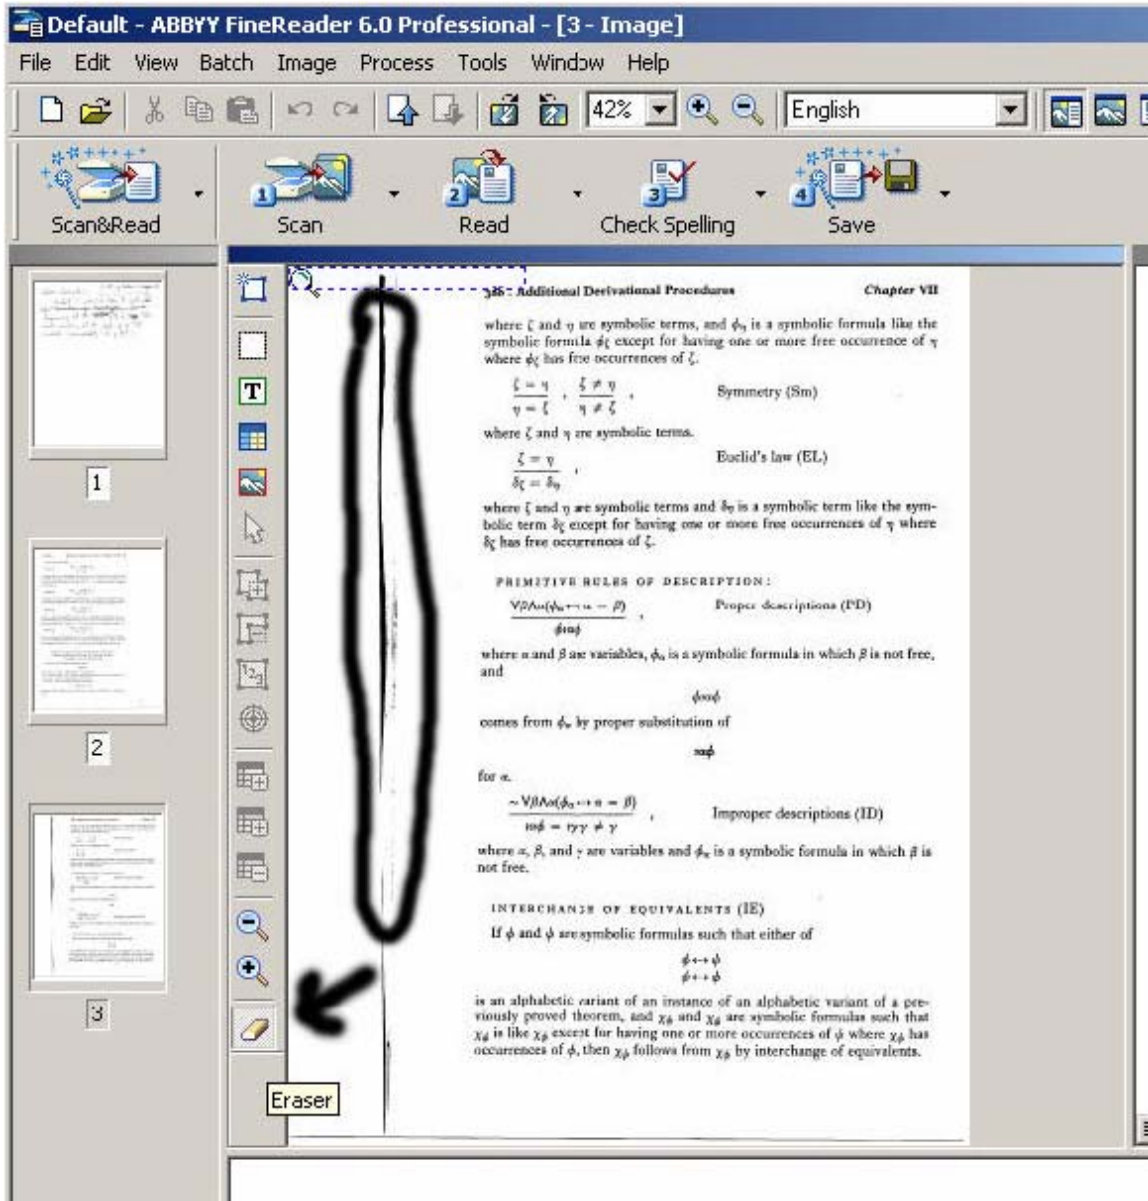 Default - ABBYY FineReader 6.0 Professional - [3 - Image]
File Edit View Batch Image Process Tools Window Help
42% English
Scan&Read 1 Scan 2 Read 3 Check Spelling 4 Save
1
2
3
Eraser
: Additional Derivational Procedures Chapter VII
where ζ and η are symbolic terms, and ϕη is a symbolic formula like the
symbolic formula ϕζ except for having one or more free occurrence of η
where ϕζ has free occurrences of ζ.
ζ = η , ζ ≠ η ,
η = ζ η ≠ ζ
Symmetry (Sm)
where ζ and η are symbolic terms.
ζ = η ,
δζ = δη
Euclid's law (EL)
where ζ and η are symbolic terms and δη is a symbolic term like the sym-
bolic term δζ except for having one or more free occurrences of η where
δζ has free occurrences of ζ.
PRIMITIVE RULES OF DESCRIPTION:
Proper descriptions (PD)
where α and β are variables, ϕα is a symbolic formula in which β is not free,
and
comes from ϕα by proper substitution of
for α.
Improper descriptions (ID)
where α, β, and γ are variables and ϕα is a symbolic formula in which β is
not free.
INTERCHANGE OF EQUIVALENTS (IE)
If ϕ and are symbolic formulas such that either of
is an alphabetic variant of an instance of an alphabetic variant of a pre-
viously proved theorem, and and are symbolic formulas such that
is like except for having one or more occurrences of where has
occurrences of ϕ, then follows from by interchange of equivalents.